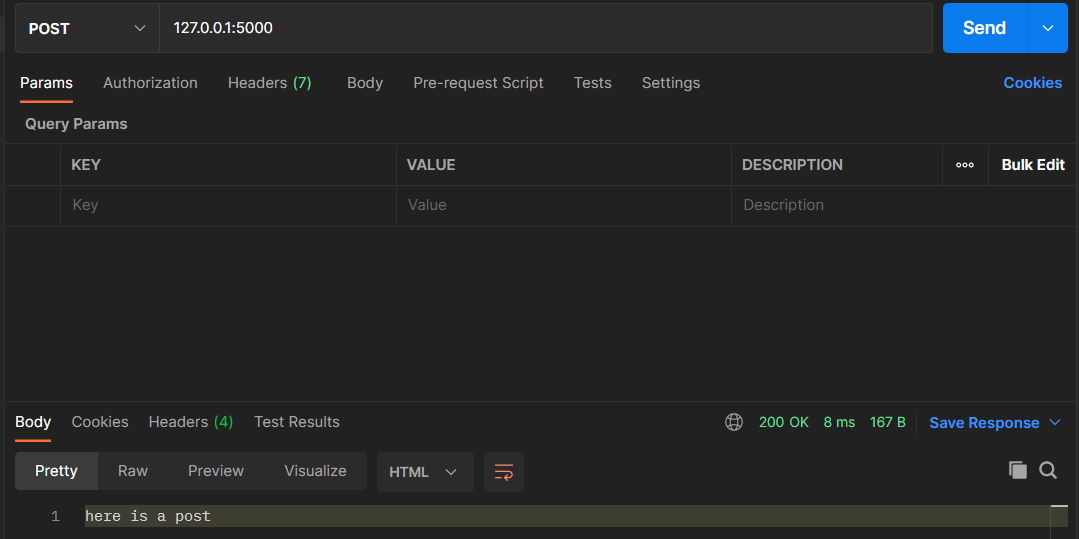 POST 127.0.0.1:5000 Send
Params Authorization Headers (7) Body Pre-request Script Tests Settings Cookies
Query Params
KEY VALUE DESCRIPTION Bulk Edit
Key Value Description
Body Cookies Headers (4) Test Results 200 OK 8 ms 167 B Save Response
Pretty Raw Preview Visualize HTML
1 here is a post